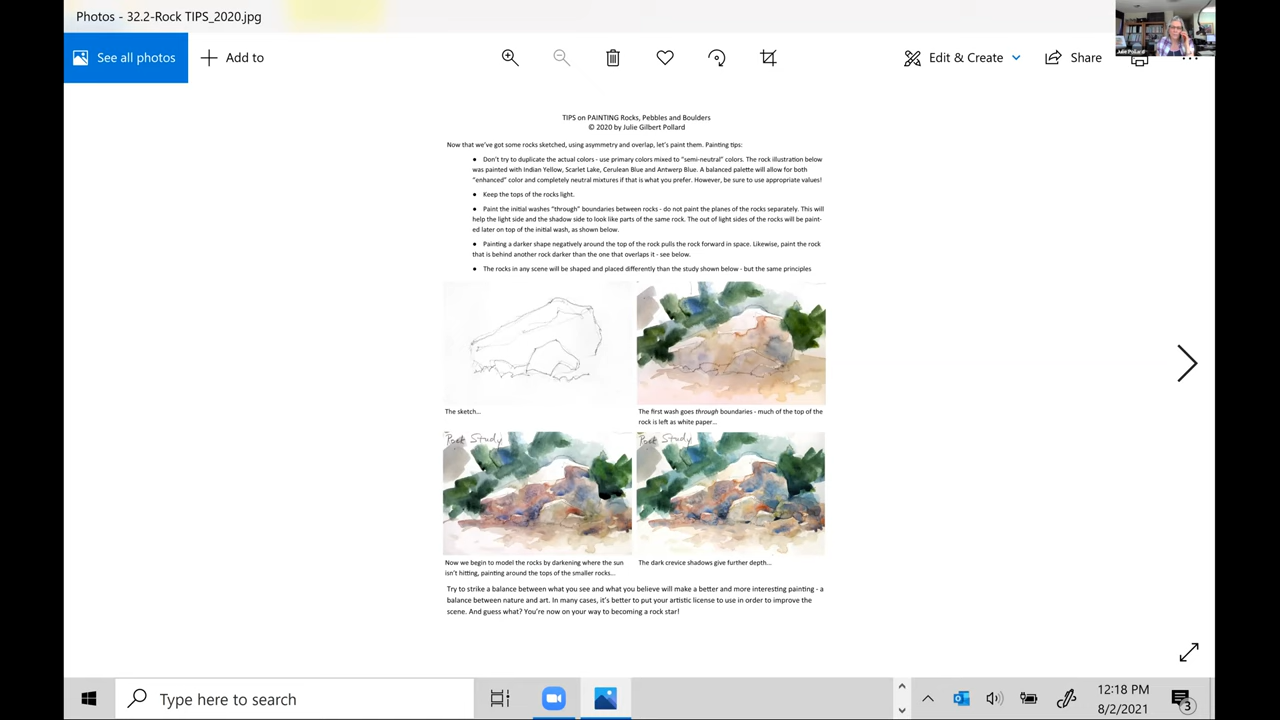 Photos - 32.2-Rock TIPS_2020.jpg
See all photos
Add to
Edit & Create
Share
Julie Pollard
TIPS on PAINTING Rocks, Pebbles and Boulders
© 2020 by Julie Gilbert Pollard
Now that we've got some rocks sketched, using asymmetry and overlap, let's paint them. Painting tips:
● Don't try to duplicate the actual colors - use primary colors mixed to "semi-neutral" colors. The rock illustration below
was painted with Indian Yellow, Scarlet Lake, Cerulean Blue and Antwerp Blue. A balanced palette will allow for both
"enhanced" color and completely neutral mixtures if that is what you prefer. However, be sure to use appropriate values!
● Keep the tops of the rocks light.
● Paint the initial washes "through" boundaries between rocks - do not paint the planes of the rocks separately. This will
help the light side and the shadow side to look like parts of the same rock. The out of light sides of the rocks will be paint-
ed later on top of the initial wash, as shown below.
● Painting a darker shape negatively around the top of the rock pulls the rock forward in space. Likewise, paint the rock
that is behind another rock darker than the one that overlaps it - see below.
● The rocks in any scene will be shaped and placed differently than the study shown below - but the same principles
The sketch...
The first wash goes through boundaries - much of the top of the
rock is left as white paper...
Port Study
Port Study
Now we begin to model the rocks by darkening where the sun
isn't hitting, painting around the tops of the smaller rocks...
The dark crevice shadows give further depth...
Try to strike a balance between what you see and what you believe will make a better and more interesting painting - a
balance between nature and art. In many cases, it's better to put your artistic license to use in order to improve the
scene. And guess what? You're now on your way to becoming a rock star!
Type here to search
12:18 PM
8/2/2021
3